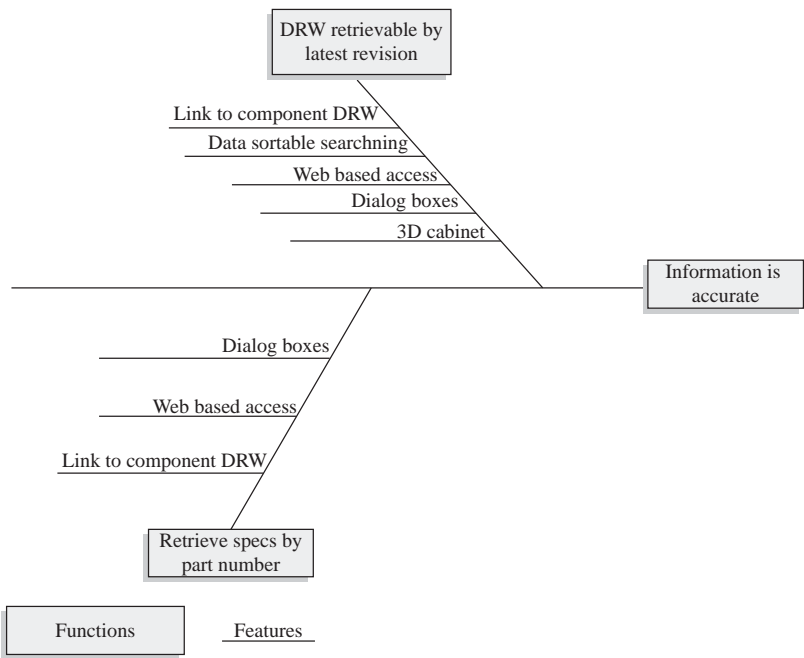 DRW retrievable by
latest revision
Link to component DRW
Data sortable searchning
Web based access
Dialog boxes
3D cabinet
Information is
accurate
Dialog boxes
Web based access
Link to component DRW
Retrieve specs by
part number
Functions
Features